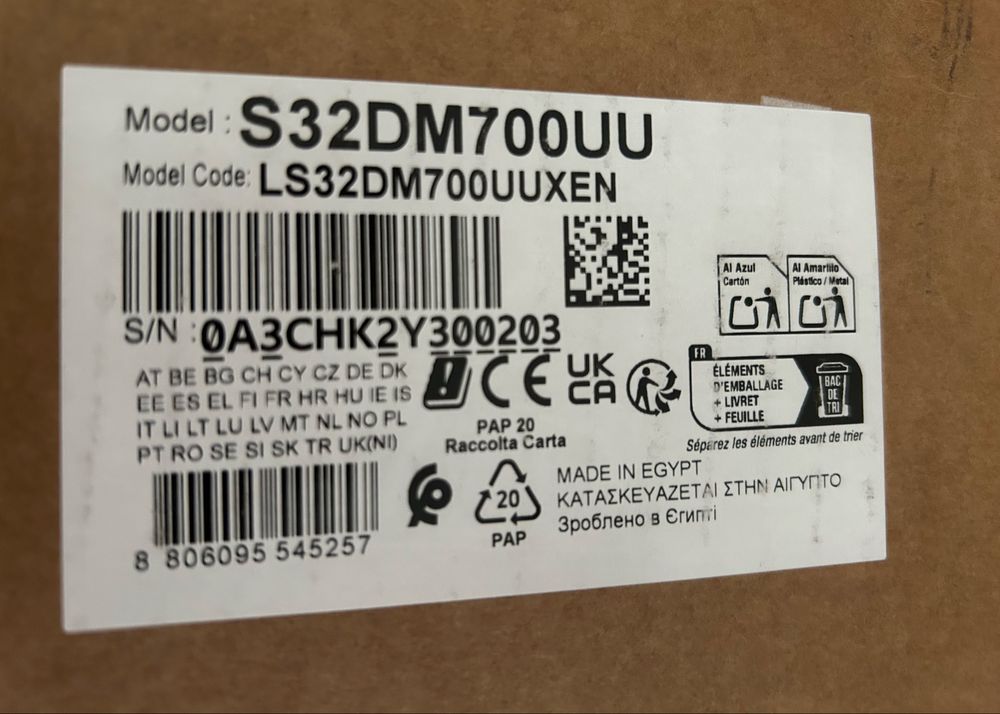 Model : S32DM700UU
Model Code: LS32DM700UUXEN
S/N : 0A3CHK2Y300203
AT BE BG CH CY CZ DE DK
EE ES EL FI FR HR HU IE IS
IT LI LT LU LV MT NL NO PL
PT RO SE SI SK TR UK(NI)
8 806095 545257
CE
UK
CA
PAP 20
Raccolta Carta
20
PAP
MADE IN EGYPT
ΚΑΤΑΣΚΕΥΑΖΕΤΑΙ ΣΤΗΝ ΑΙΓΥΠΤΟ
Зроблено в Єгипті
Al Azul
Cartón
Al Amarillo
Plástico / Metal
FR
ÉLÉMENTS
D'EMBALLAGE
+ LIVRET
+ FEUILLE
BAC
DE
TRI
Séparez les éléments avant de trier